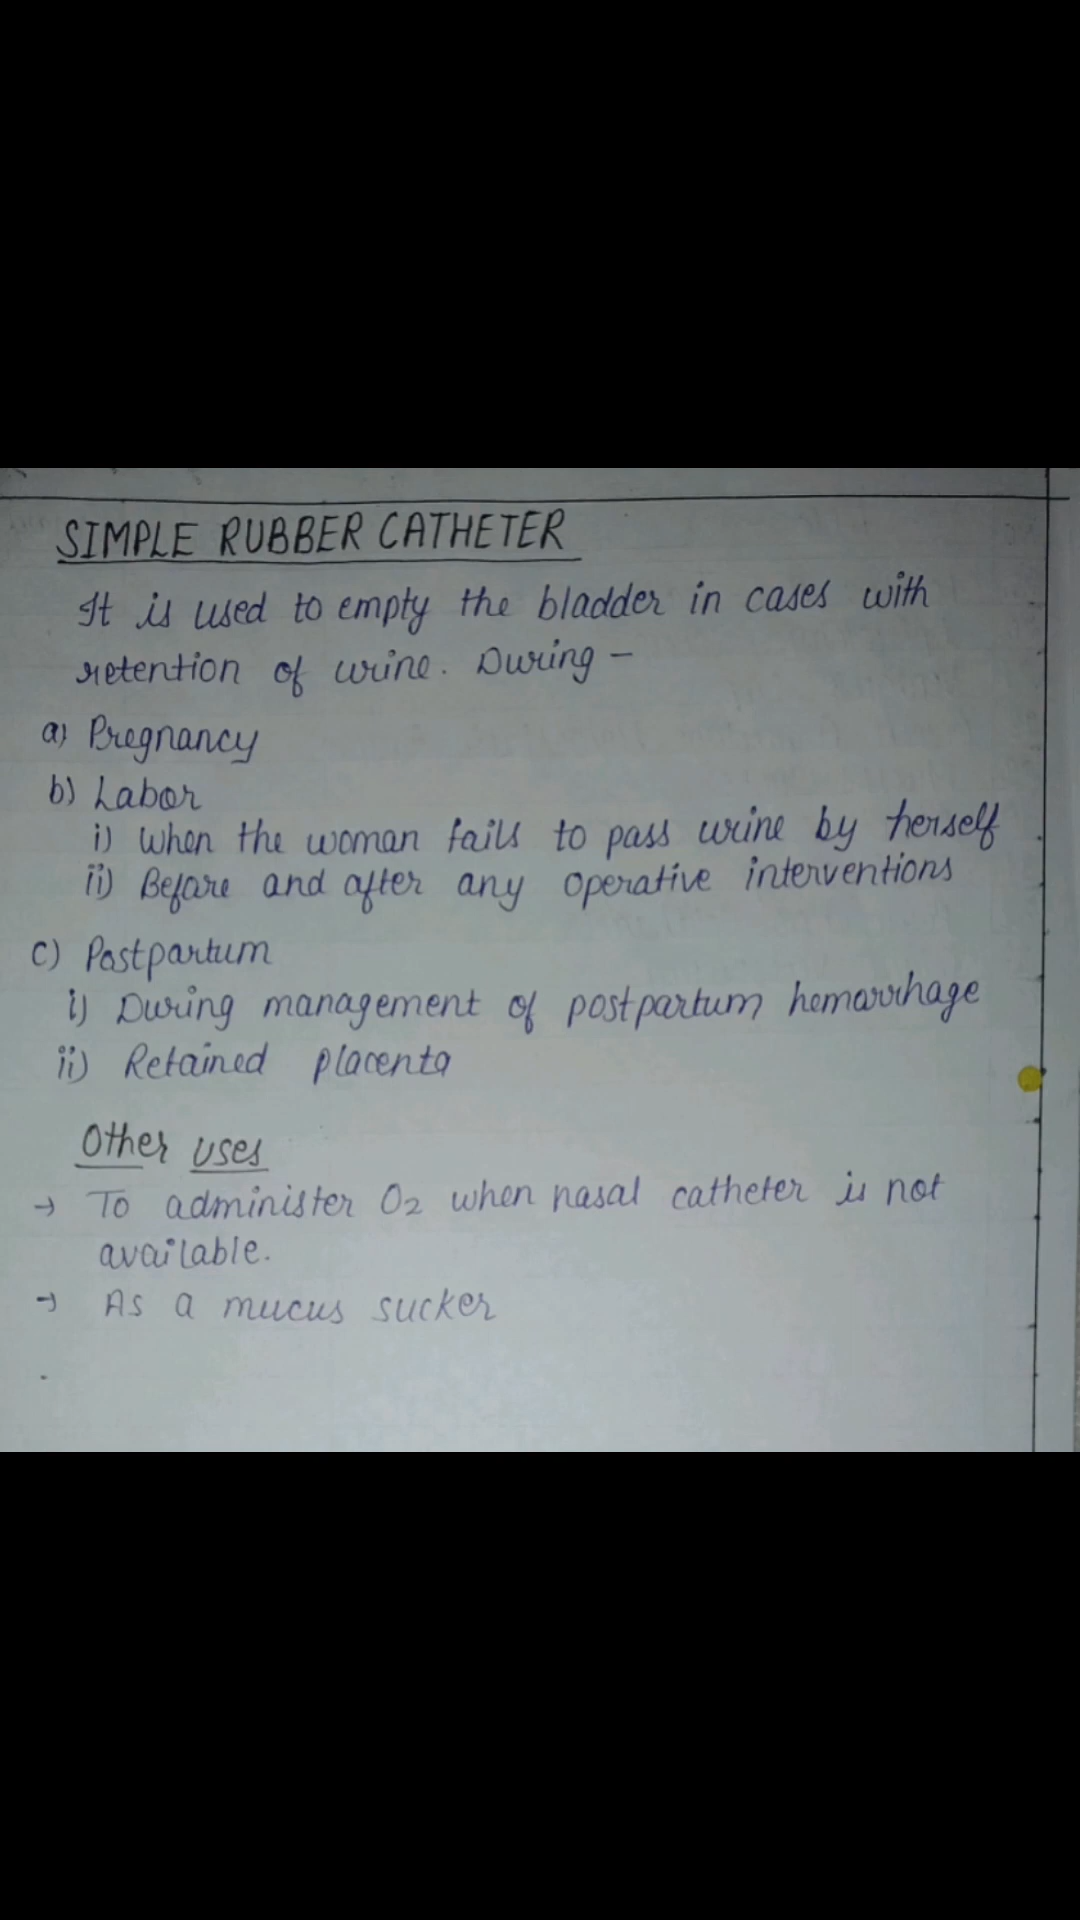 SIMPLE RUBBER CATHETER
It is used to empty the bladder in cases with
retention of urine. During -
a) Pregnancy
b) Labor
i) When the woman fails to pass urine by herself
ii) Before and after any operative interventions
c) Postpartum
i) During management of postpartum hemorrhage
ii) Retained placenta
Other uses
→ To administer O2 when nasal catheter is not
available.
→ As a mucus sucker